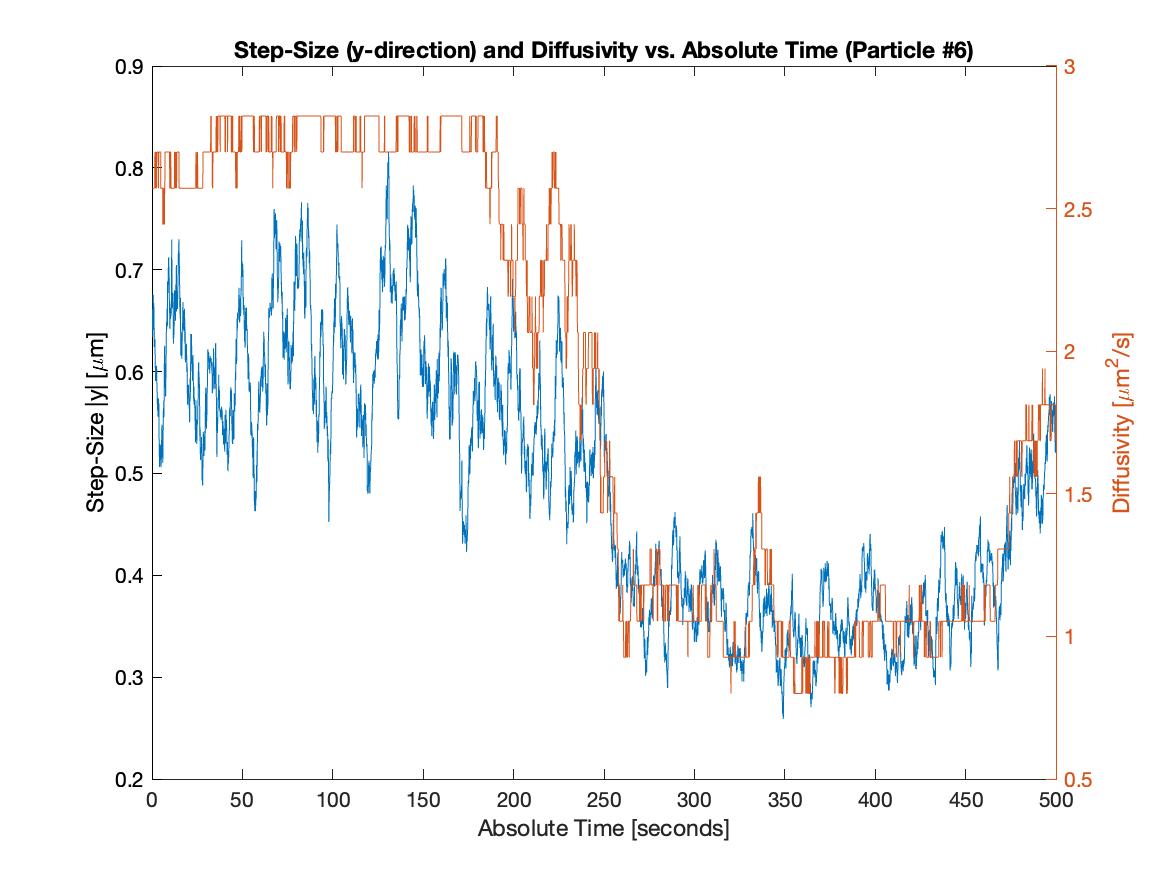 Step-Size (y-direction) and Diffusivity vs. Absolute Time (Particle #6)
0.9
0.8
0.7
0.6
0.5
0.4
0.3
0.2
Step-Size |y| [μm]
3
2.5
2
1.5
1
0.5
Diffusivity [μm²/s]
0 50 100 150 200 250 300 350 400 450 500
Absolute Time [seconds]